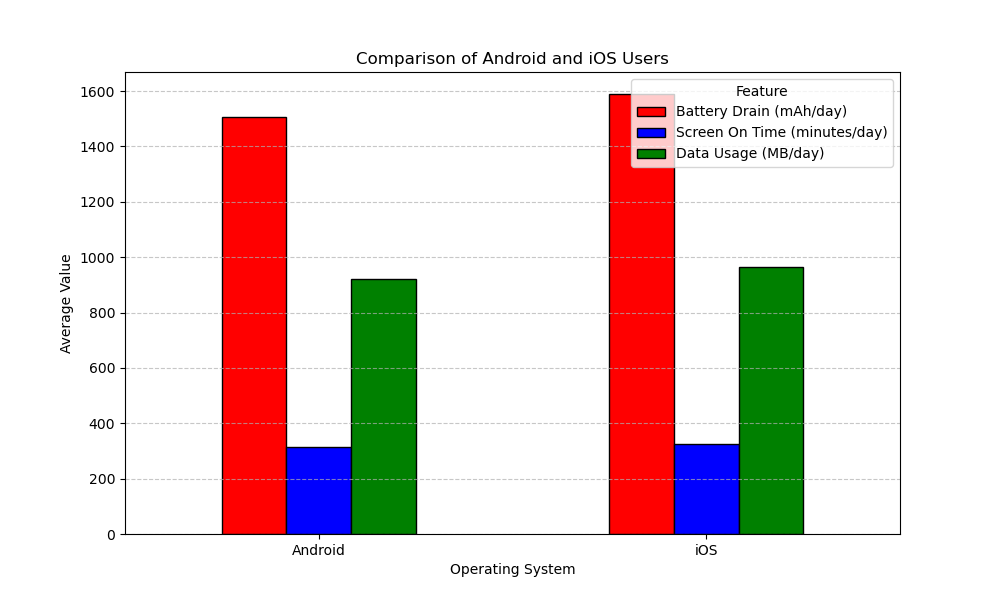 Comparison of Android and iOS Users
Feature
Battery Drain (mAh/day)
Screen On Time (minutes/day)
Data Usage (MB/day)
Average Value
1600
1400
1200
1000
800
600
400
200
0
Android
iOS
Operating System